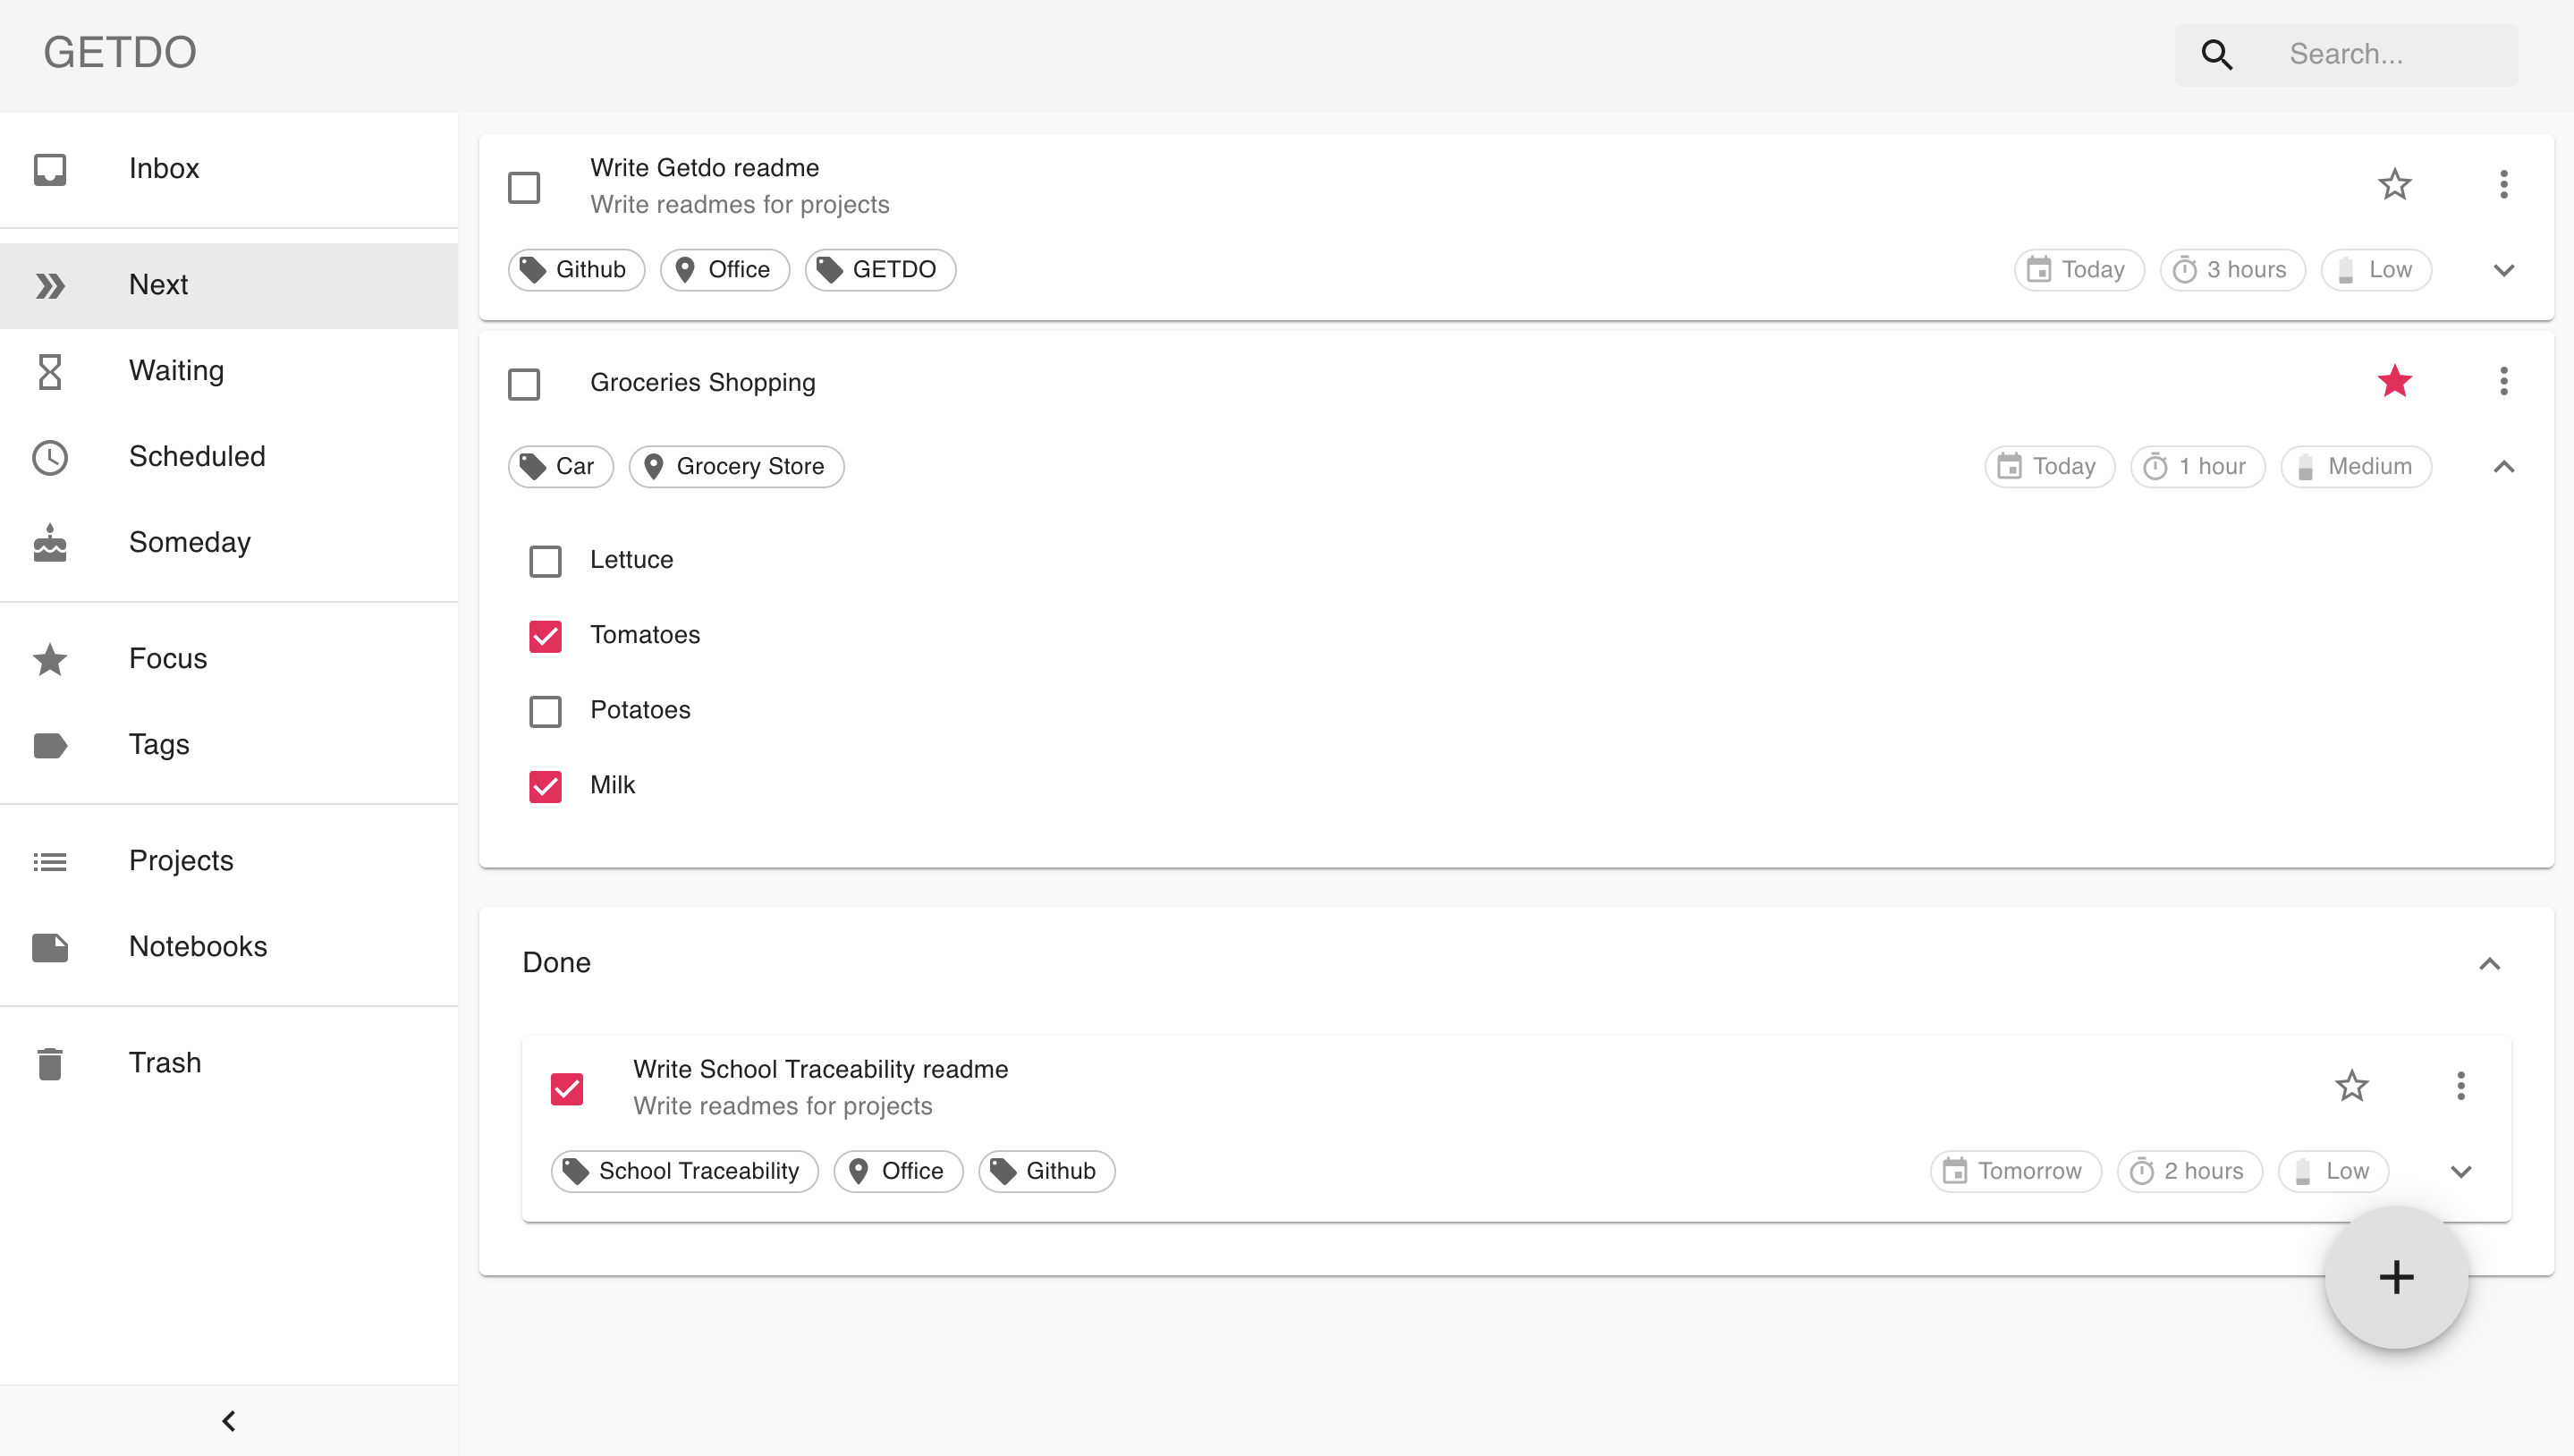 GETDO
Search...
Inbox
Next
Waiting
Scheduled
Someday
Focus
Tags
Projects
Notebooks
Trash
Write Getdo readme
Write readmes for projects
Github Office GETDO Today 3 hours Low
Groceries Shopping
Car Grocery Store Today 1 hour Medium
Lettuce
Tomatoes
Potatoes
Milk
Done
Write School Traceability readme
Write readmes for projects
School Traceability Office Github Tomorrow 2 hours Low